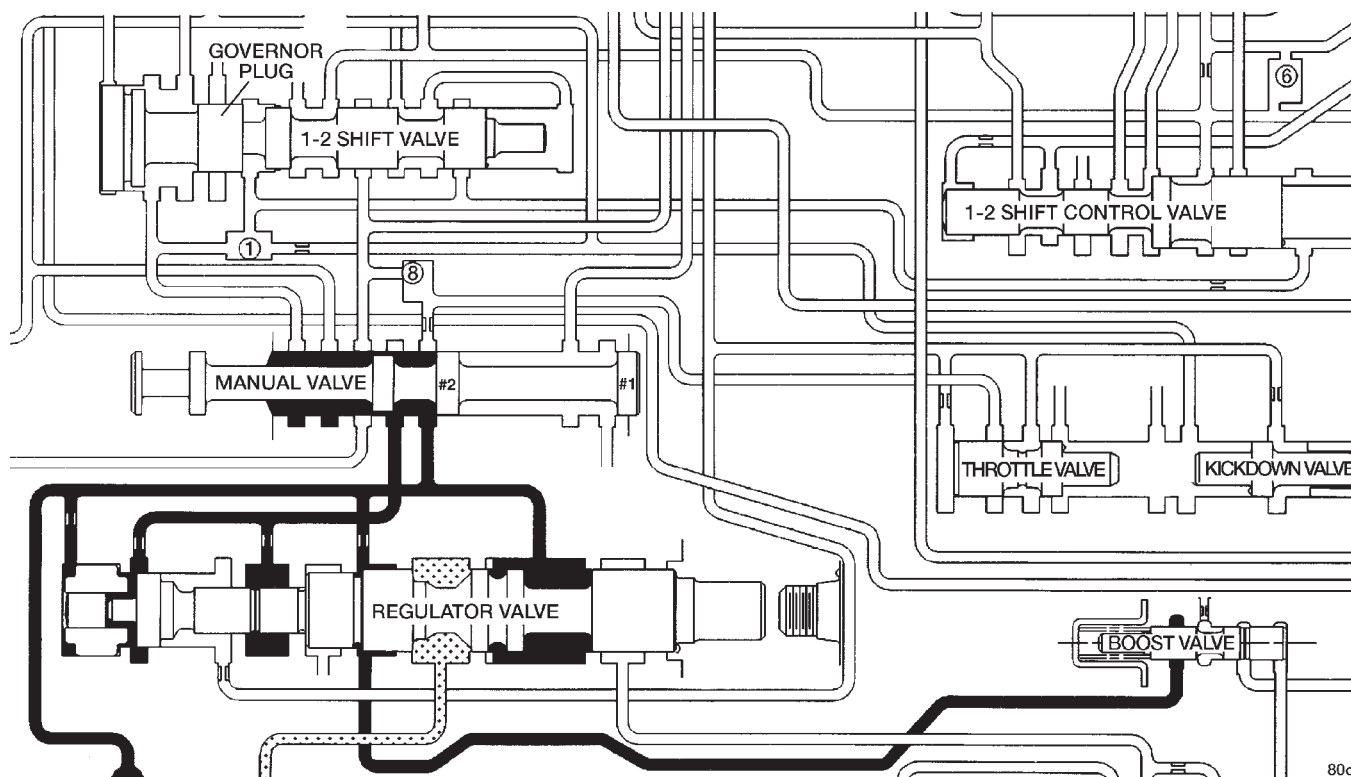 GOVERNOR
PLUG
1-2 SHIFT VALVE
⑥
1-2 SHIFT CONTROL VALVE
①
⑧
MANUAL VALVE
#2
#1
THROTTLE VALVE
KICKDOWN VALVE
REGULATOR VALVE
BOOST VALVE